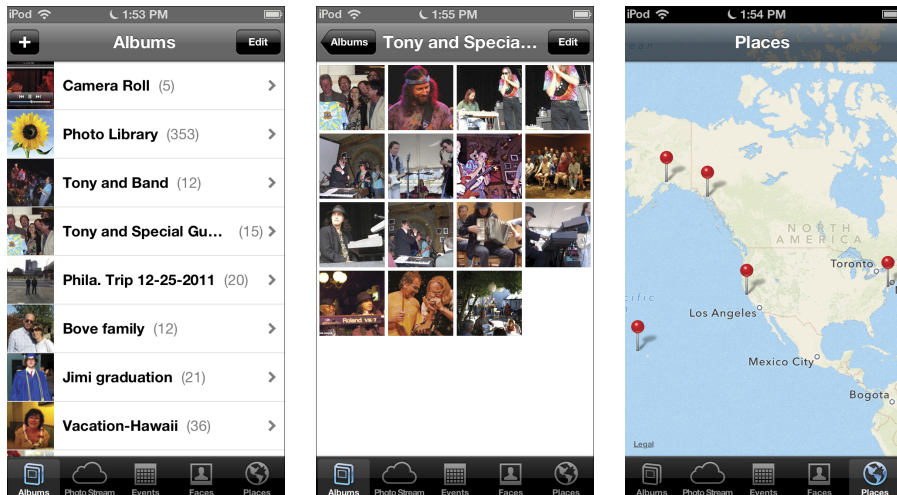 iPod 1:53 PM
Albums Edit
Camera Roll (5)
Photo Library (353)
Tony and Band (12)
Tony and Special Gu... (15)
Phila. Trip 12-25-2011 (20)
Bove family (12)
Jimi graduation (21)
Vacation-Hawaii (36)
Albums Photo Stream Events Faces Places
iPod 1:55 PM
Albums Tony and Specia... Edit
Roland VK-7
Albums Photo Stream Events Faces Places
iPod 1:54 PM
Places
NORTH
AMERICA
Toronto
Los Angeles
Mexico City
Bogota
Legal
Albums Photo Stream Events Faces Places